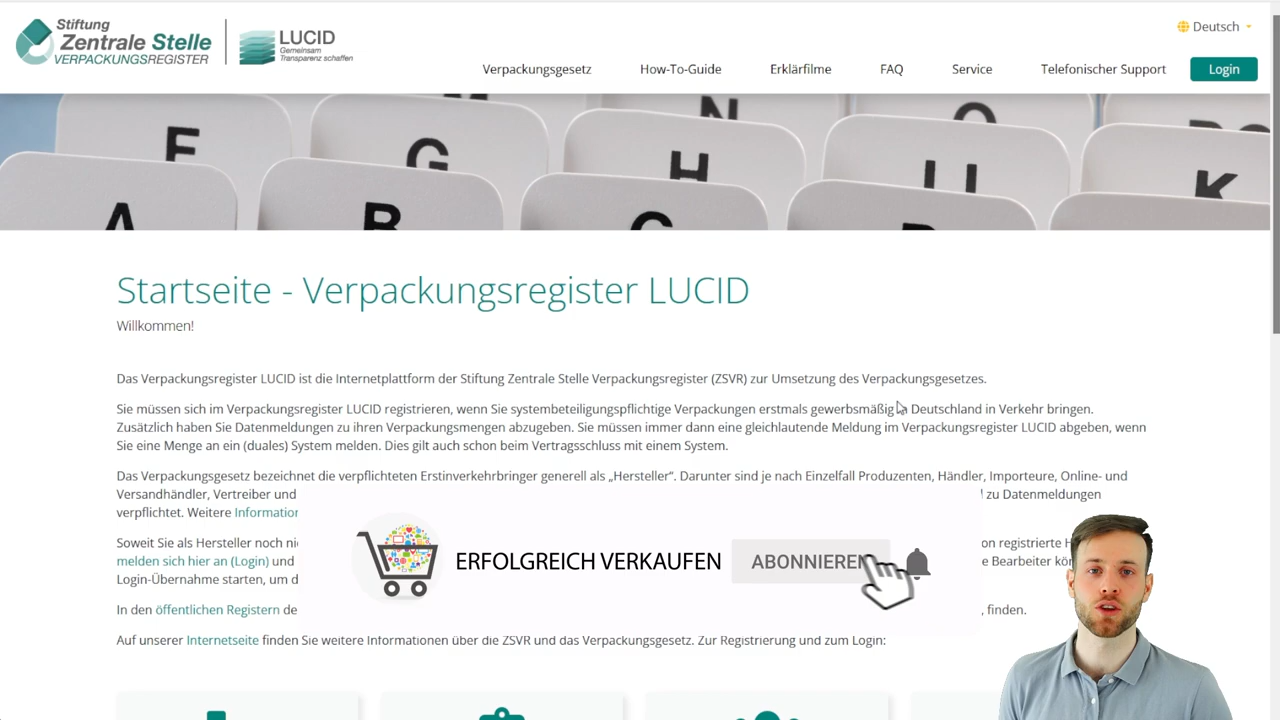 Stiftung
Zentrale Stelle
VERPACKUNGSREGISTER
LUCID
Gemeinsam
Transparenz schaffen
Deutsch
Verpackungsgesetz How-To-Guide Erklärfilme FAQ Service Telefonischer Support Login
N
F G H K
A B C
Startseite - Verpackungsregister LUCID
Willkommen!
Das Verpackungsregister LUCID ist die Internetplattform der Stiftung Zentrale Stelle Verpackungsregister (ZSVR) zur Umsetzung des Verpackungsgesetzes.
Sie müssen sich im Verpackungsregister LUCID registrieren, wenn Sie systembeteiligungspflichtige Verpackungen erstmals gewerbsmäßig Deutschland in Verkehr bringen.
Zusätzlich haben Sie Datenmeldungen zu ihren Verpackungsmengen abzugeben. Sie müssen immer dann eine gleichlautende Meldung im Verpackungsregister LUCID abgeben, wenn
Sie eine Menge an ein (duales) System melden. Dies gilt auch schon beim Vertragsschluss mit einem System.
Das Verpackungsgesetz bezeichnet die verpflichteten Erstinverkehrbringer generell als „Hersteller“. Darunter sind je nach Einzelfall Produzenten, Händler, Importeure, Online- und
Versandhändler, Vertreiber und zu Datenmeldungen
verpflichtet. Weitere
Soweit Sie als Hersteller noch registrierte
melden sich hier an (Login) und Bearbeiter
Login-Übernahme starten, um
In den öffentlichen Registern , finden.
Auf unserer Internetseite finden Sie weitere Informationen über die ZSVR und das Verpackungsgesetz. Zur Registrierung und zum Login:
ERFOLGREICH VERKAUFEN ABONNIEREN